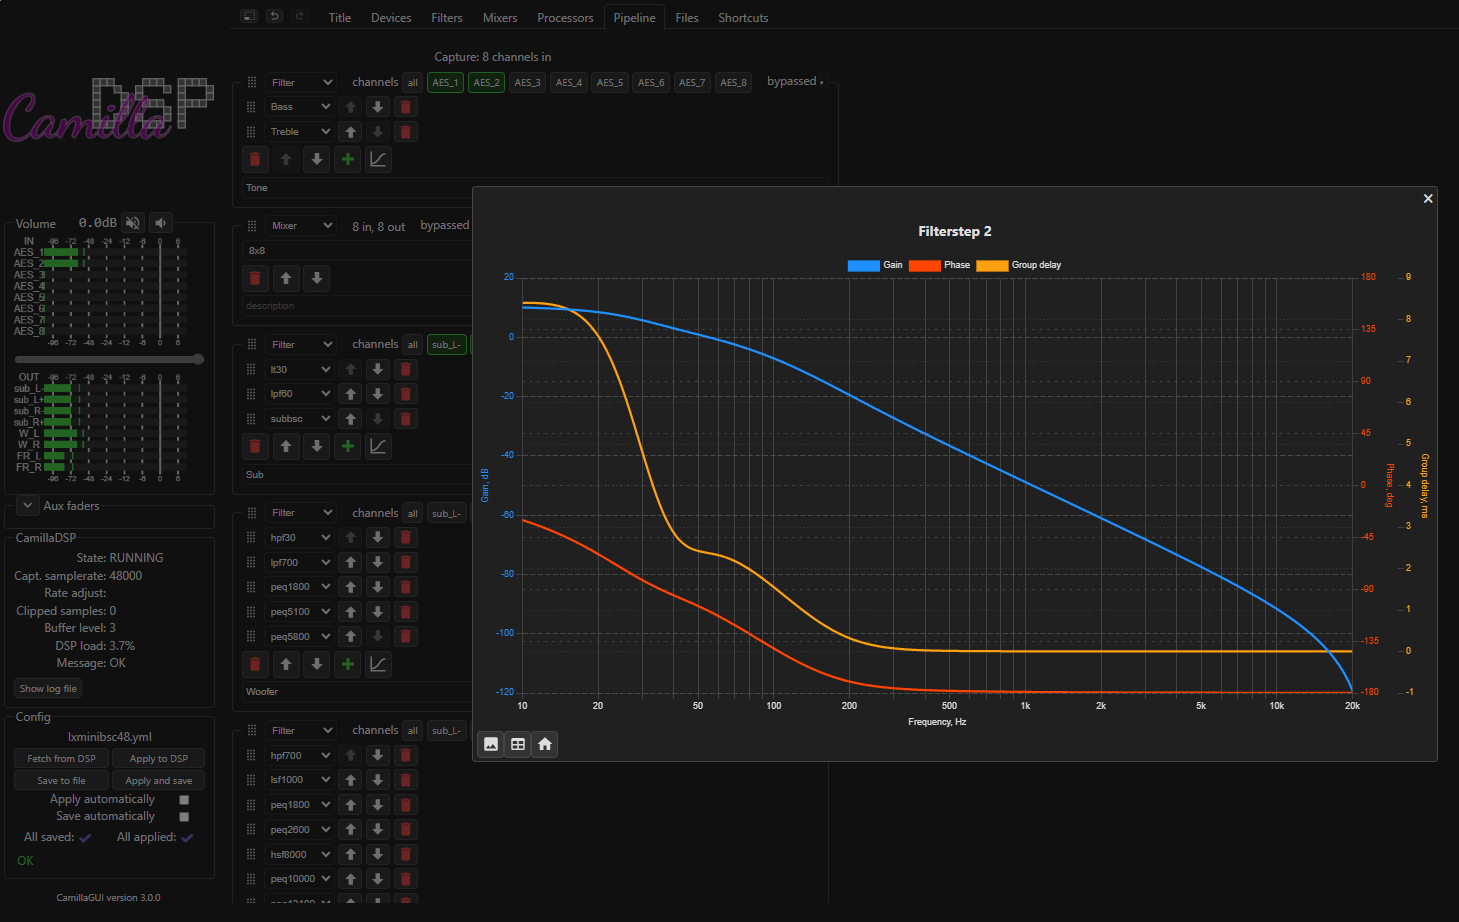 Title Devices Filters Mixers Processors Pipeline Files Shortcuts
Camilla DSP
Capture: 8 channels in
Filter channels all AES_1 AES_2 AES_3 AES_4 AES_5 AES_6 AES_7 AES_8 bypassed
Bass
Treble
Tone
Mixer 8 in, 8 out bypassed
8x8
description
Filter channels all sub_L-
lt30
lpf60
subbsc
Sub
Filter channels all sub_L-
hpf30
lpf700
peq1800
peq5100
peq5800
Woofer
Filter channels all sub_L-
hpf700
lsf1000
peq1800
peq2600
hsf8000
peq10000
Volume 0.0dB
IN -96 -72 -48 -24 -12 -6 0 6
AES_1
AES_2
AES_3
AES_4
AES_5
AES_6
AES_7
AES_8
-96 -72 -48 -24 -12 -6 0 6
OUT -96 -72 -48 -24 -12 -6 0 6
sub_L-
sub_L+
sub_R-
sub_R+
W_L
W_R
FR_L
FR_R
-96 -72 -48 -24 -12 -6 0 6
Aux faders
CamillaDSP
State: RUNNING
Capt. samplerate: 48000
Rate adjust:
Clipped samples: 0
Buffer level: 3
DSP load: 3.7%
Message: OK
Show log file
Config
lxminibsc48.yml
Fetch from DSP Apply to DSP
Save to file Apply and save
Apply automatically
Save automatically
All saved: All applied:
OK
CamillaGUI version 3.0.0
Filterstep 2
Gain Phase Group delay
20
0
-20
-40
-60
-80
-100
-120
Gain, dB
180
135
90
45
0
-45
-90
-135
-180
Phase, deg
9
8
7
6
5
4
3
2
1
0
-1
Group delay, ms
10 20 50 100 200 500 1k 2k 5k 10k 20k
Frequency, Hz